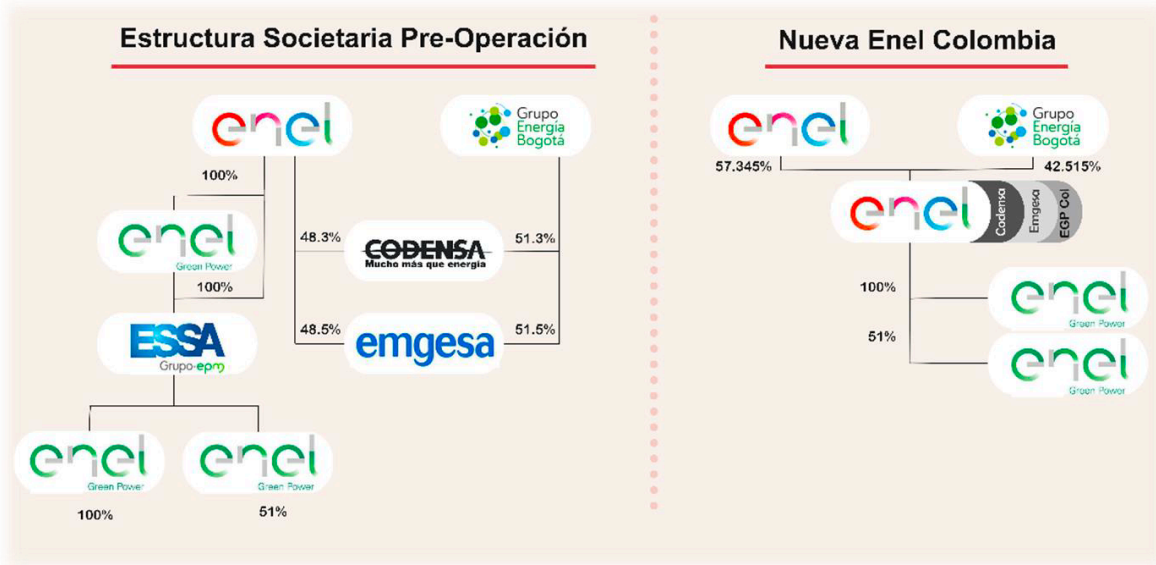 Estructura Societaria Pre-Operación
enel
Grupo
Energía
Bogotá
100%
enel
Green Power
100%
48.3%
CODENSA
Mucho más que energía
51.3%
48.5%
emgesa
51.5%
ESSA
Grupo·epm
enel
Green Power
100%
enel
Green Power
51%
Nueva Enel Colombia
enel
57.345%
Grupo
Energía
Bogotá
42.515%
enel
Codensa
Emgesa
EGP Col
100%
enel
Green Power
51%
enel
Green Power